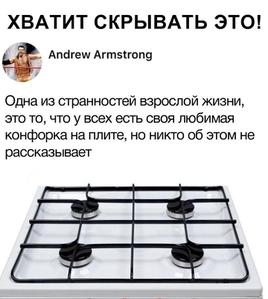 ХВАТИТ СКРЫВАТЬ ЭТО!
Andrew Armstrong
Одна из странностей взрослой жизни,
это то, что у всех есть своя любимая
конфорка на плите, но никто об этом не
рассказывает